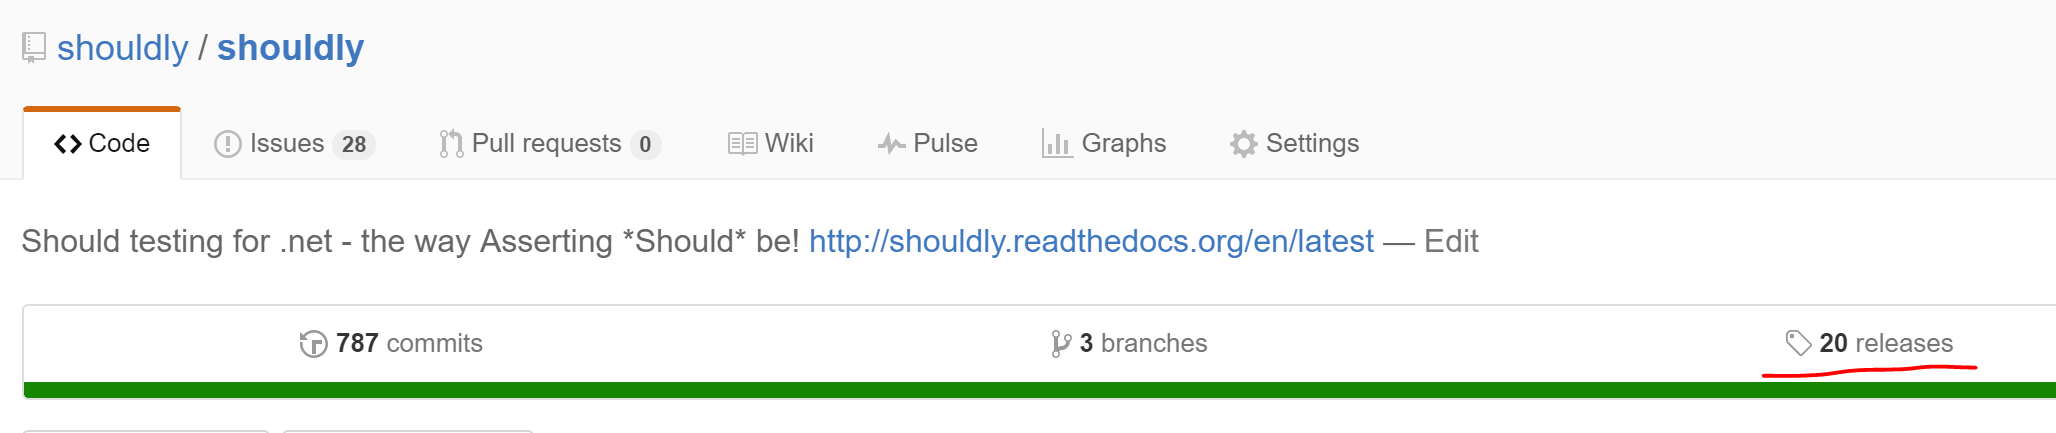 shouldly / shouldly
Code Issues 28 Pull requests 0 Wiki Pulse Graphs Settings
Should testing for .net - the way Asserting *Should* be! http://shouldly.readthedocs.org/en/latest — Edit
787 commits 3 branches 20 releases